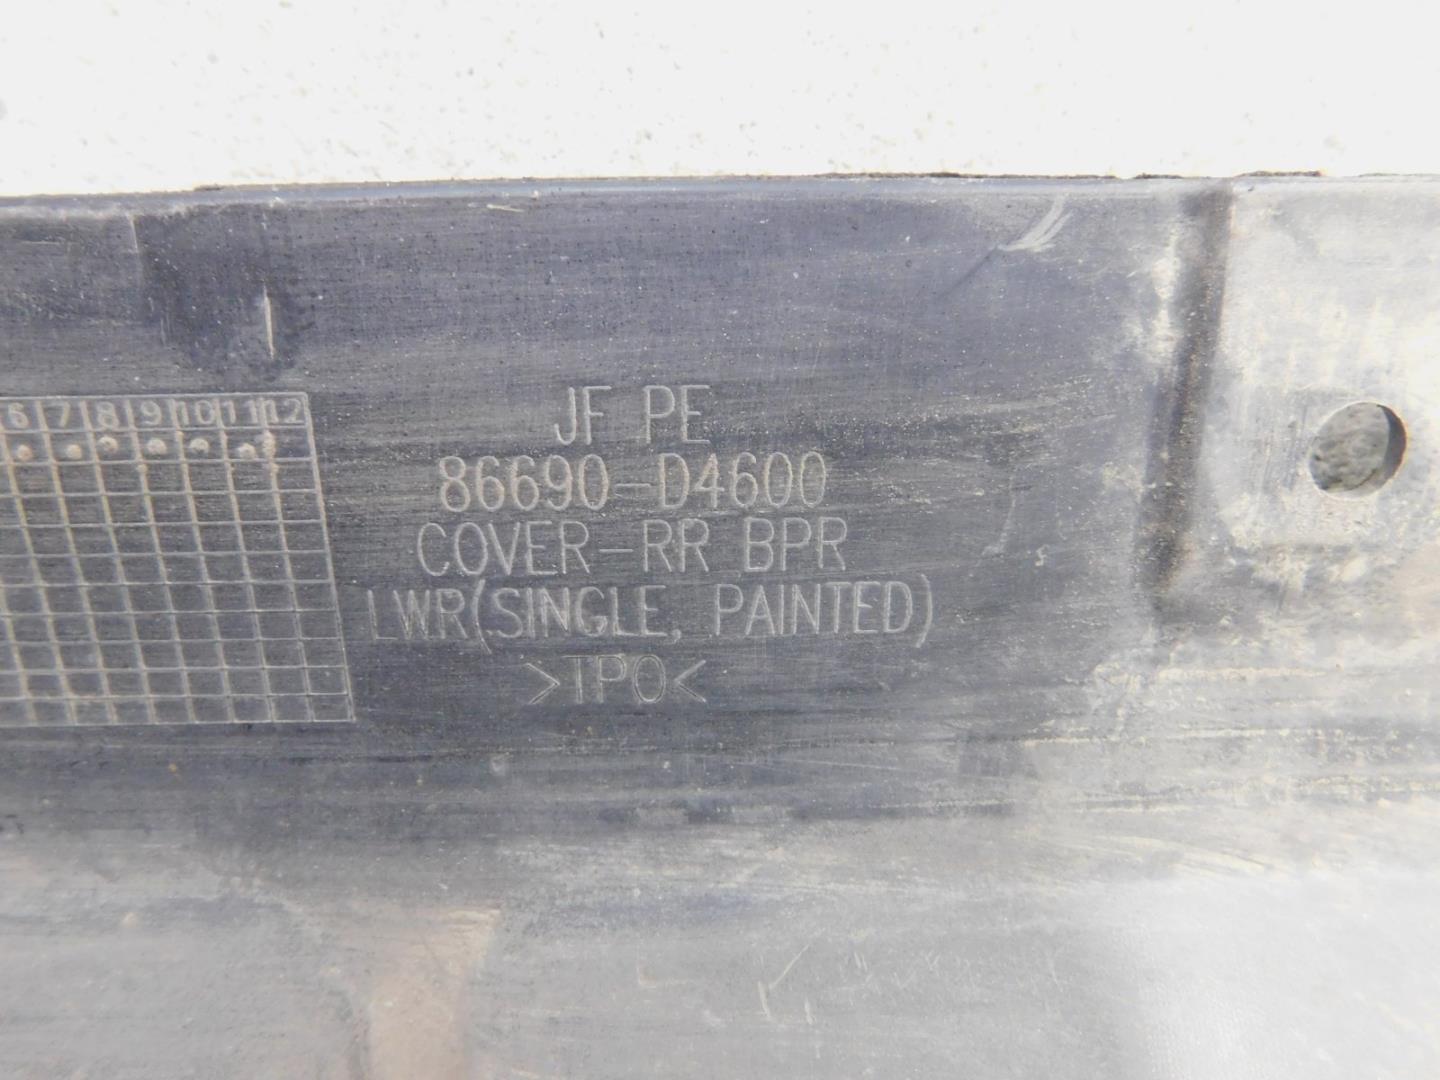 JF PE
86690-D4600
COVER-RR BPR
LWR(SINGLE, PAINTED)
>TPO<
6 7 8 9 10 11 12